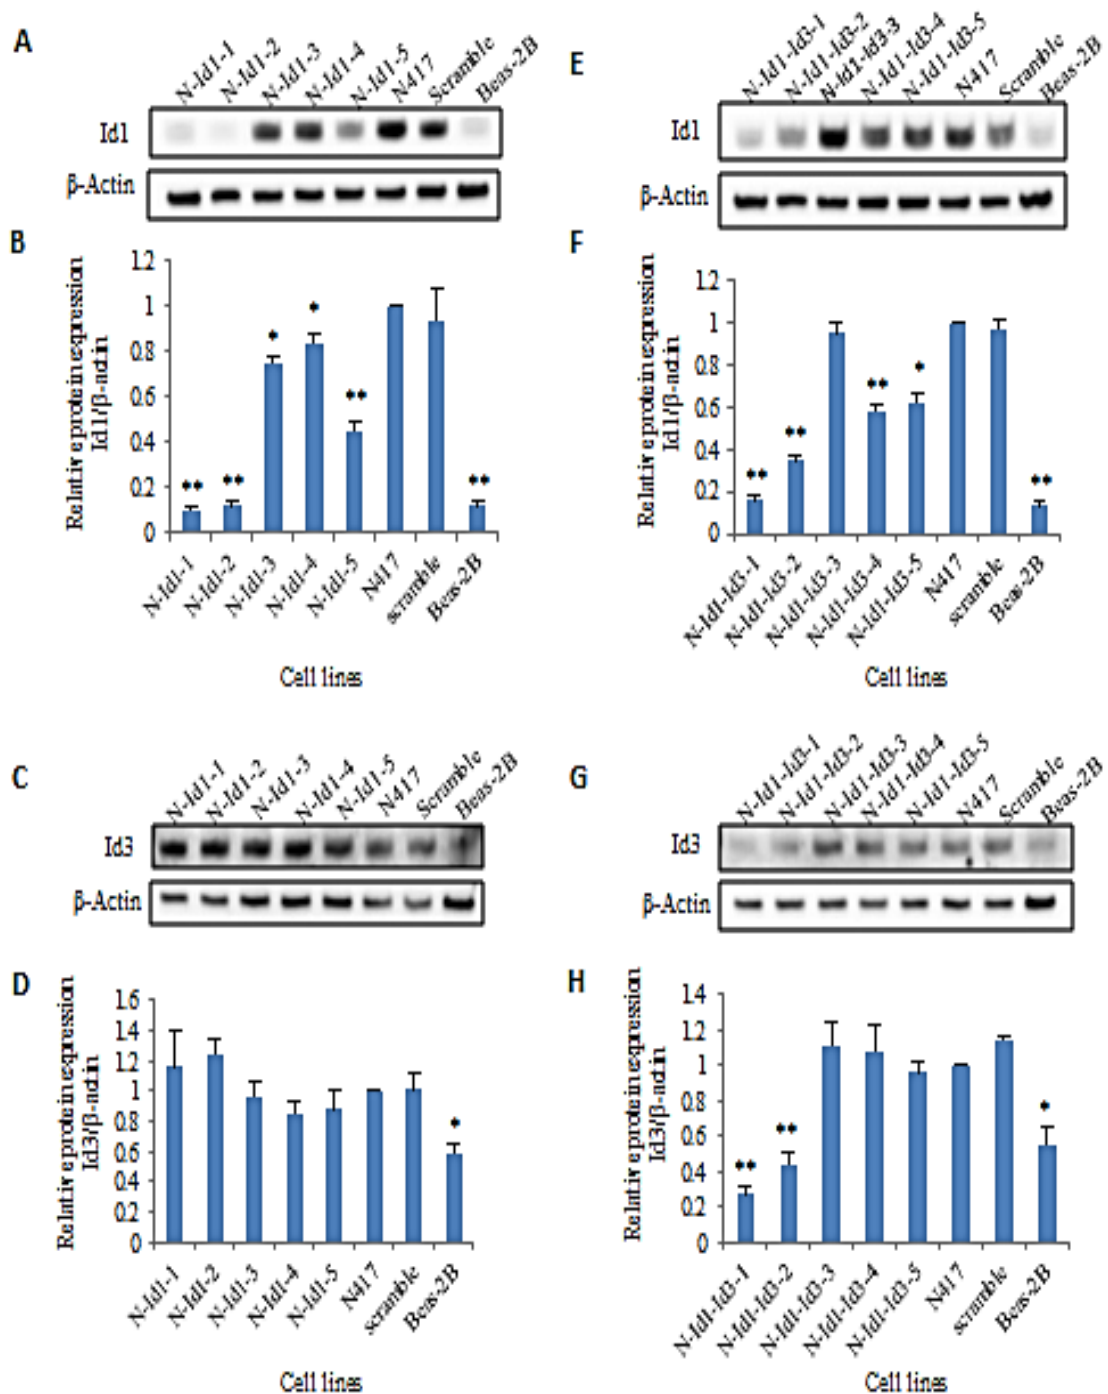 A
N-Id1-1 N-Id1-2 N-Id1-3 N-Id1-4 N-Id1-5 N417 Scramble Beas-2B
Id1
β-Actin
B
Relative protein expression
Id1/β-actin
1.2
1
0.8
0.6
0.4
0.2
0
** ** * * ** **
N-Id1-1 N-Id1-2 N-Id1-3 N-Id1-4 N-Id1-5 N417 scramble Beas-2B
Cell lines
C
N-Id1-1 N-Id1-2 N-Id1-3 N-Id1-4 N-Id1-5 N417 Scramble Beas-2B
Id3
β-Actin
D
Relative protein expression
Id3/β-actin
1.6
1.4
1.2
1
0.8
0.6
0.4
0.2
0
*
N-Id1-1 N-Id1-2 N-Id1-3 N-Id1-4 N-Id1-5 N417 scramble Beas-2B
Cell lines
E
N-Id1-Id3-1 N-Id1-Id3-2 N-Id1-Id3-3 N-Id1-Id3-4 N-Id1-Id3-5 N417 Scramble Beas-2B
Id1
β-Actin
F
Relative protein expression
Id1/β-actin
1.2
1
0.8
0.6
0.4
0.2
0
** ** ** * **
N-Id1-Id3-1 N-Id1-Id3-2 N-Id1-Id3-3 N-Id1-Id3-4 N-Id1-Id3-5 N417 scramble Beas-2B
Cell lines
G
N-Id1-Id3-1 N-Id1-Id3-2 N-Id1-Id3-3 N-Id1-Id3-4 N-Id1-Id3-5 N417 Scramble Beas-2B
Id3
β-Actin
H
Relative protein expression
Id3/β-actin
1.4
1.2
1
0.8
0.6
0.4
0.2
0
** ** *
N-Id1-Id3-1 N-Id1-Id3-2 N-Id1-Id3-3 N-Id1-Id3-4 N-Id1-Id3-5 N417 scramble Beas-2B
Cell lines